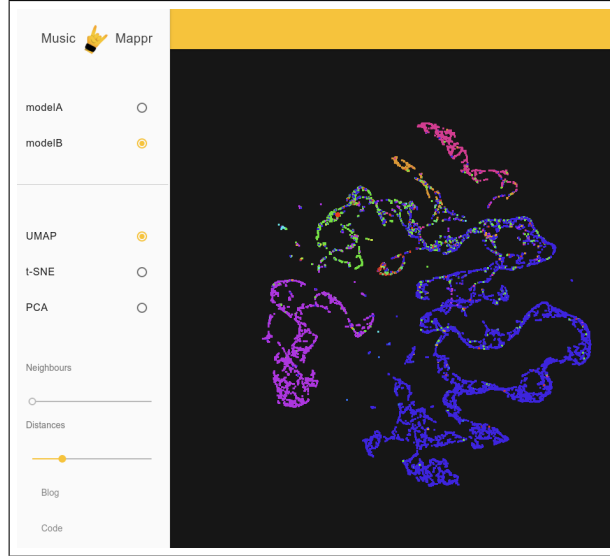 Music Mappr
modelA
modelB
UMAP
t-SNE
PCA
Neighbours
Distances
Blog
Code